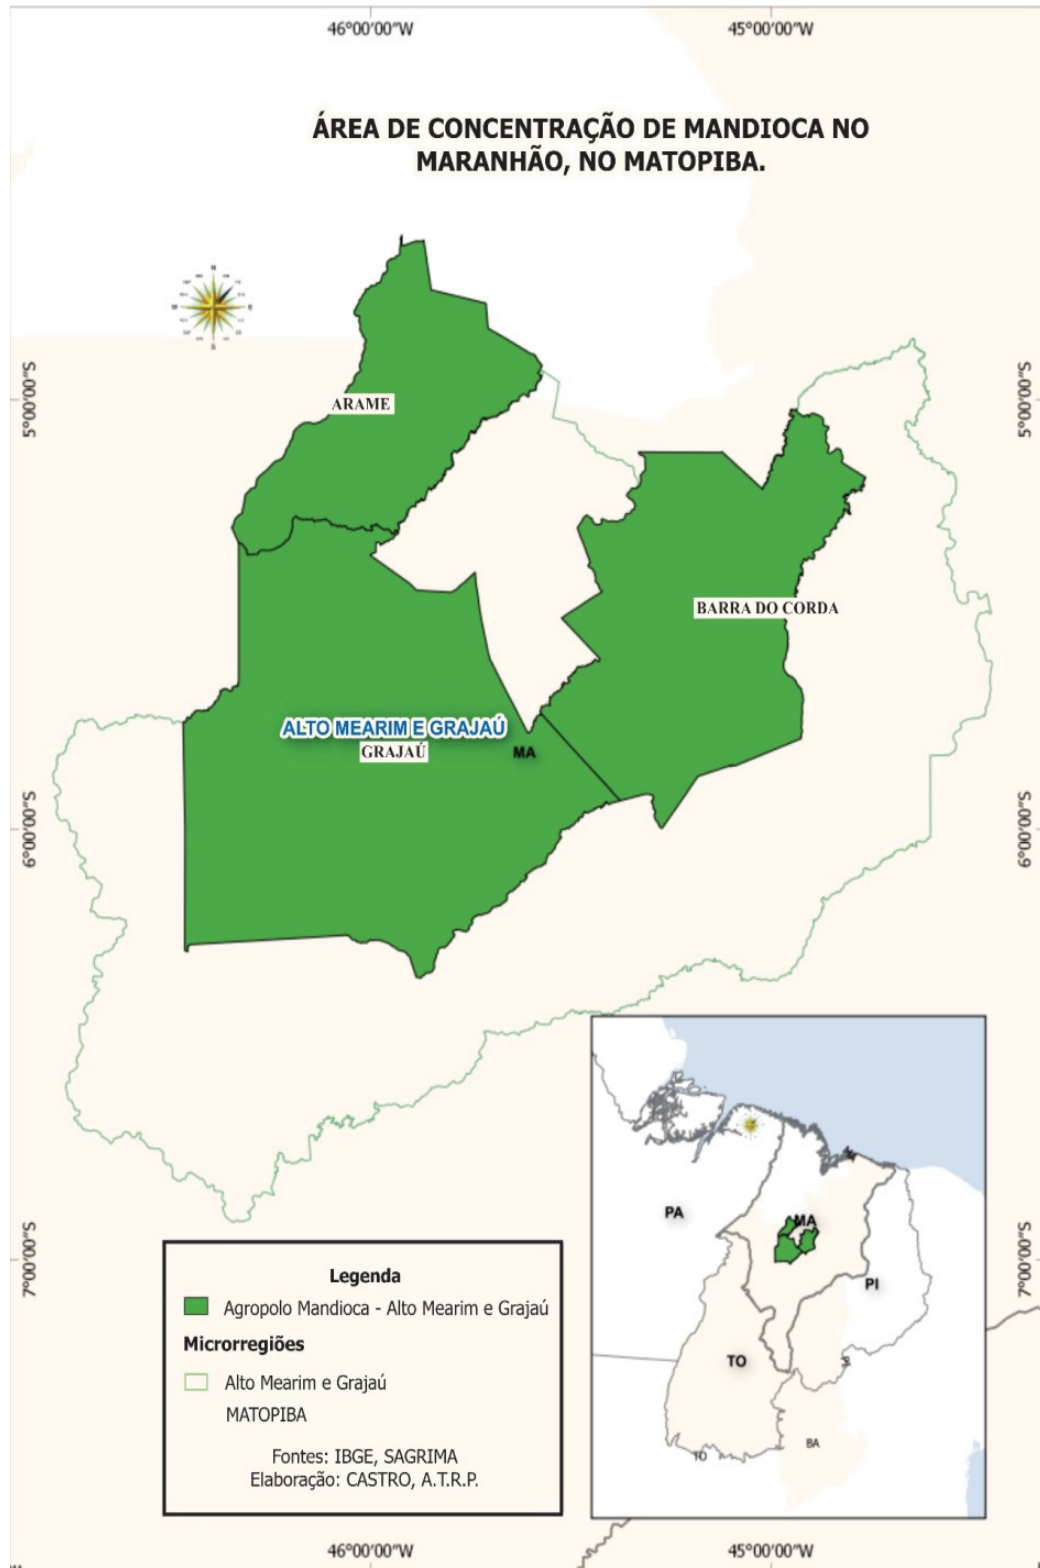 46°00'00"W
45°00'00"W
ÁREA DE CONCENTRAÇÃO DE MANDIOCA NO
MARANHÃO, NO MATOPIBA.
N
W
E
S
5°00'00"S
5°00'00"S
ARAME
BARRA DO CORDA
ALTO MEARIM E GRAJAÚ
GRAJAÚ
MA
6°00'00"S
6°00'00"S
PA
MA
PI
TO
TO
BA
7°00'00"S
7°00'00"S
Legenda
Agropolo Mandioca - Alto Mearim e Grajaú
Microrregiões
Alto Mearim e Grajaú
MATOPIBA
Fontes: IBGE, SAGRIMA
Elaboração: CASTRO, A.T.R.P.
46°00'00"W
45°00'00"W